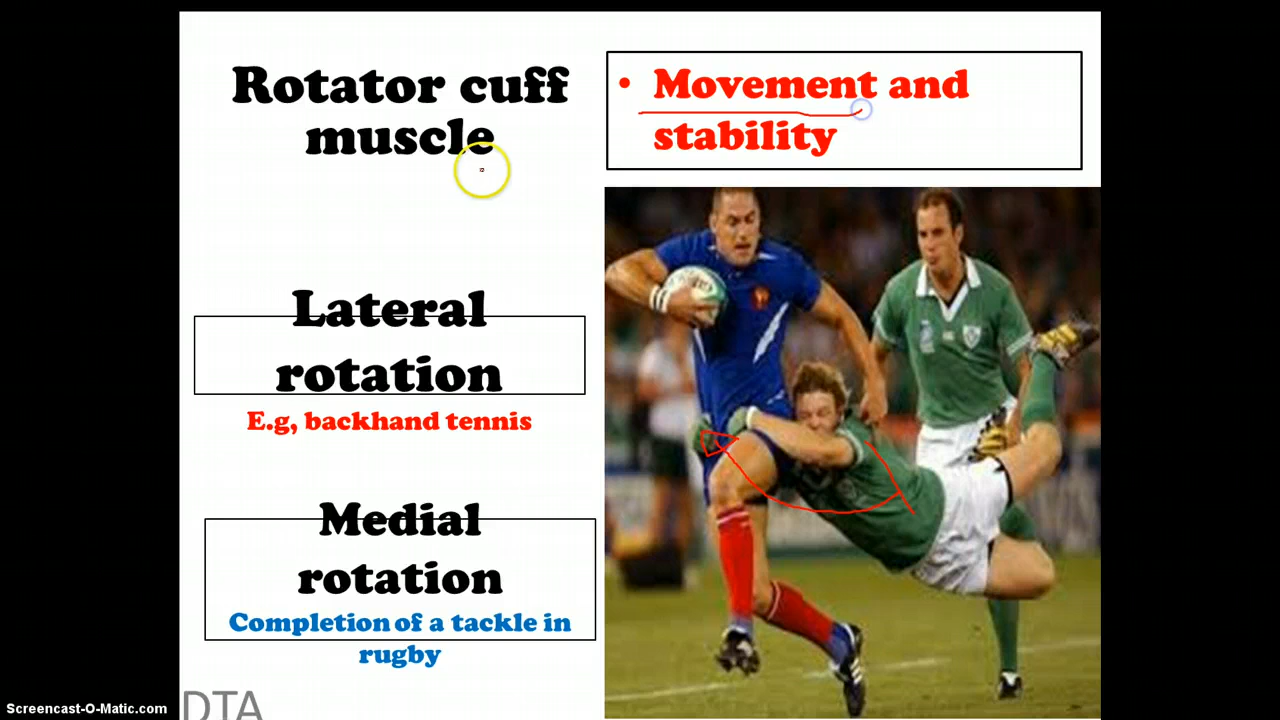 Rotator cuff
muscle
• Movement and
stability
Lateral
rotation
E.g, backhand tennis
Medial
rotation
Completion of a tackle in
rugby
DTA
Screencast-O-Matic.com